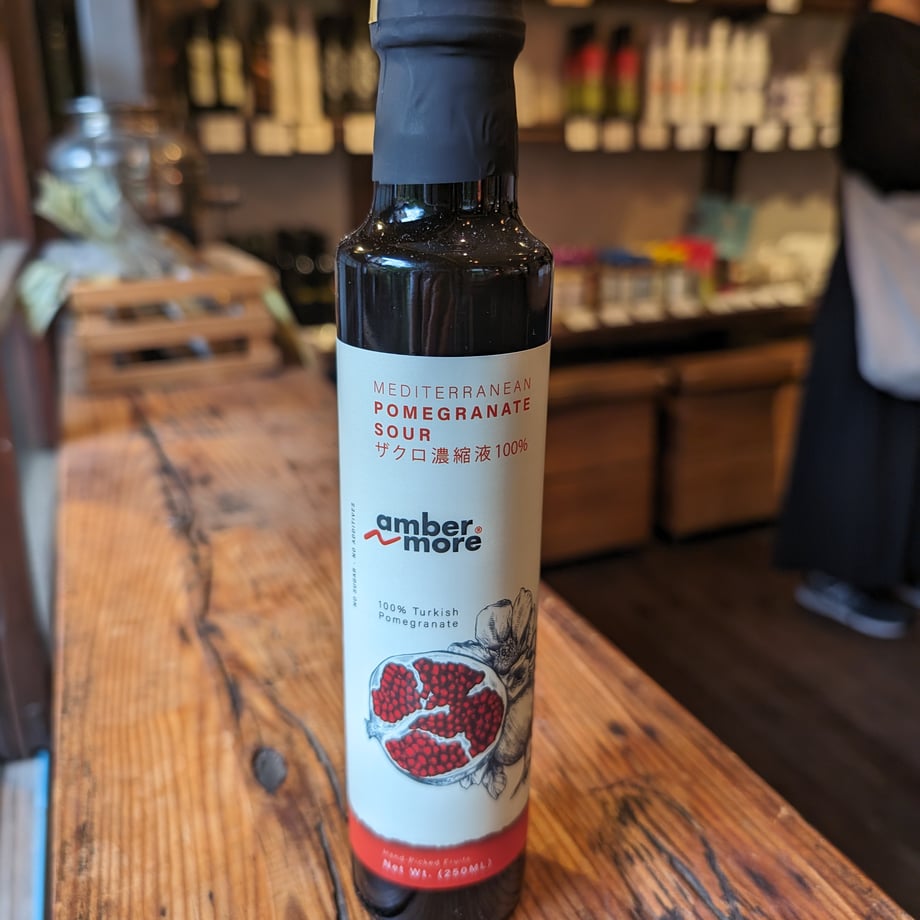 MEDITERRANEAN
POMEGRANATE
SOUR
ザクロ濃縮液100%
amber
more®
NO SUGAR - NO ADDITIVES
100% Turkish
Pomegranate
Hand-Picked Fruits
Net Wt. (250ML)